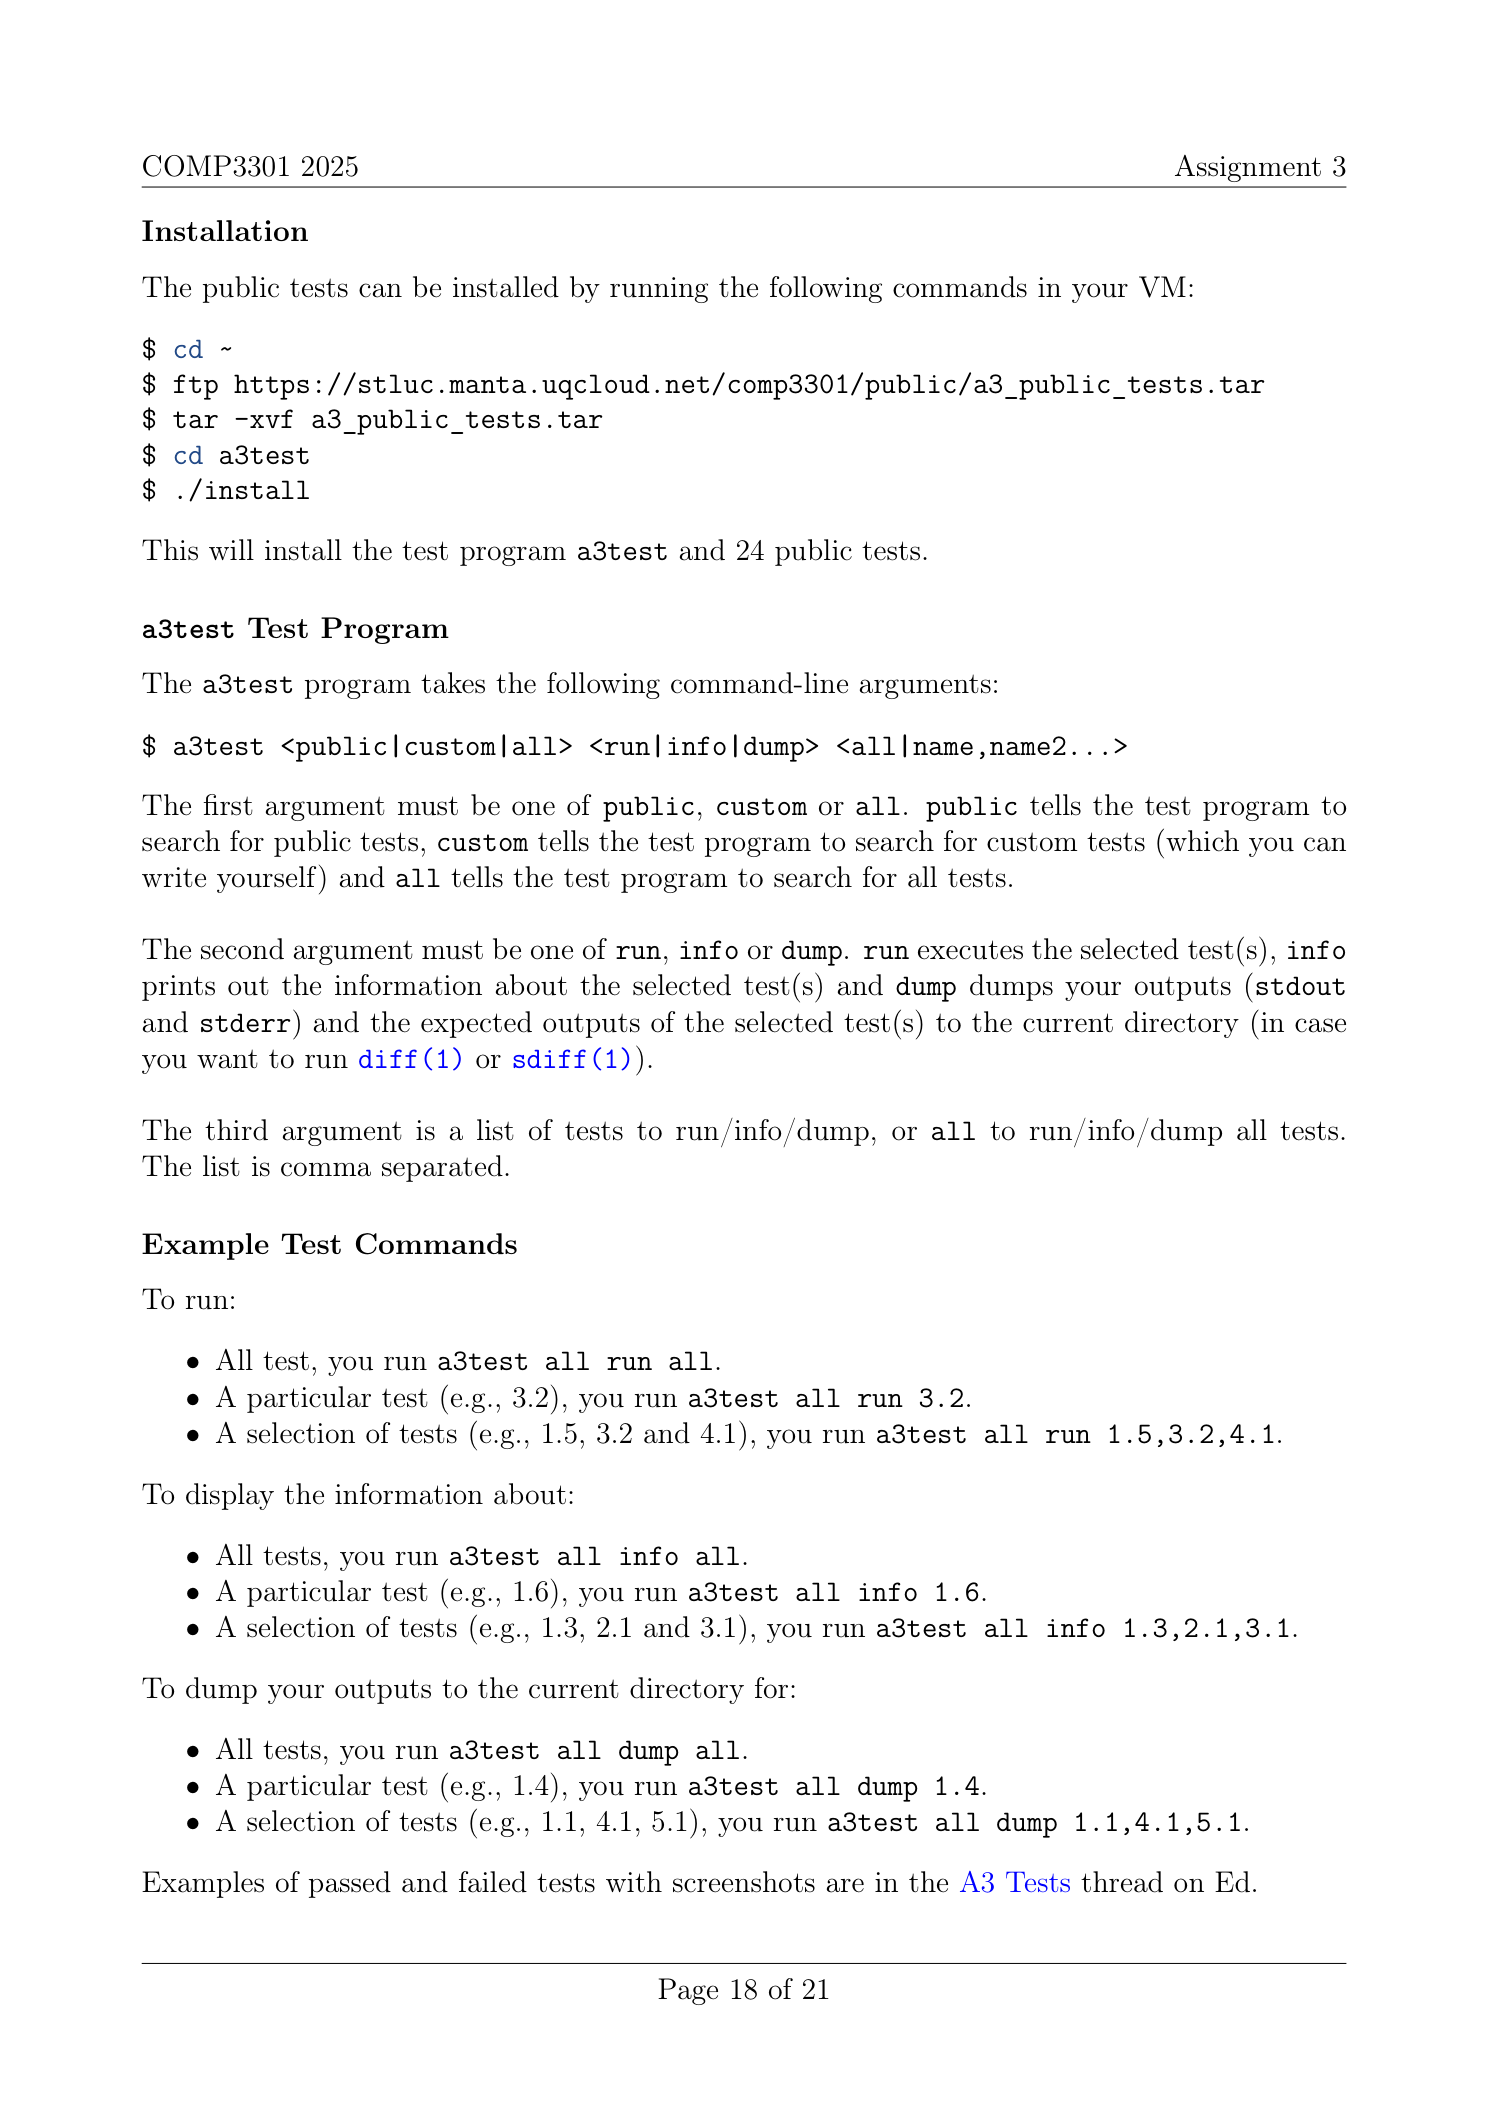 COMP3301 2025 Assignment 3
Installation
The public tests can be installed by running the following commands in your VM:
$ cd ~
$ ftp https://stluc.manta.uqcloud.net/comp3301/public/a3_public_tests.tar
$ tar -xvf a3_public_tests.tar
$ cd a3test
$ ./install
This will install the test program a3test and 24 public tests.
a3test Test Program
The a3test program takes the following command-line arguments:
$ a3test <public|custom|all> <run|info|dump> <all|name,name2...>
The first argument must be one of public, custom or all. public tells the test program to
search for public tests, custom tells the test program to search for custom tests (which you can
write yourself) and all tells the test program to search for all tests.
The second argument must be one of run, info or dump. run executes the selected test(s), info
prints out the information about the selected test(s) and dump dumps your outputs (stdout
and stderr) and the expected outputs of the selected test(s) to the current directory (in case
you want to run diff(1) or sdiff(1)).
The third argument is a list of tests to run/info/dump, or all to run/info/dump all tests.
The list is comma separated.
Example Test Commands
To run:
• All test, you run a3test all run all.
• A particular test (e.g., 3.2), you run a3test all run 3.2.
• A selection of tests (e.g., 1.5, 3.2 and 4.1), you run a3test all run 1.5,3.2,4.1.
To display the information about:
• All tests, you run a3test all info all.
• A particular test (e.g., 1.6), you run a3test all info 1.6.
• A selection of tests (e.g., 1.3, 2.1 and 3.1), you run a3test all info 1.3,2.1,3.1.
To dump your outputs to the current directory for:
• All tests, you run a3test all dump all.
• A particular test (e.g., 1.4), you run a3test all dump 1.4.
• A selection of tests (e.g., 1.1, 4.1, 5.1), you run a3test all dump 1.1,4.1,5.1.
Examples of passed and failed tests with screenshots are in the A3 Tests thread on Ed.
Page 18 of 21